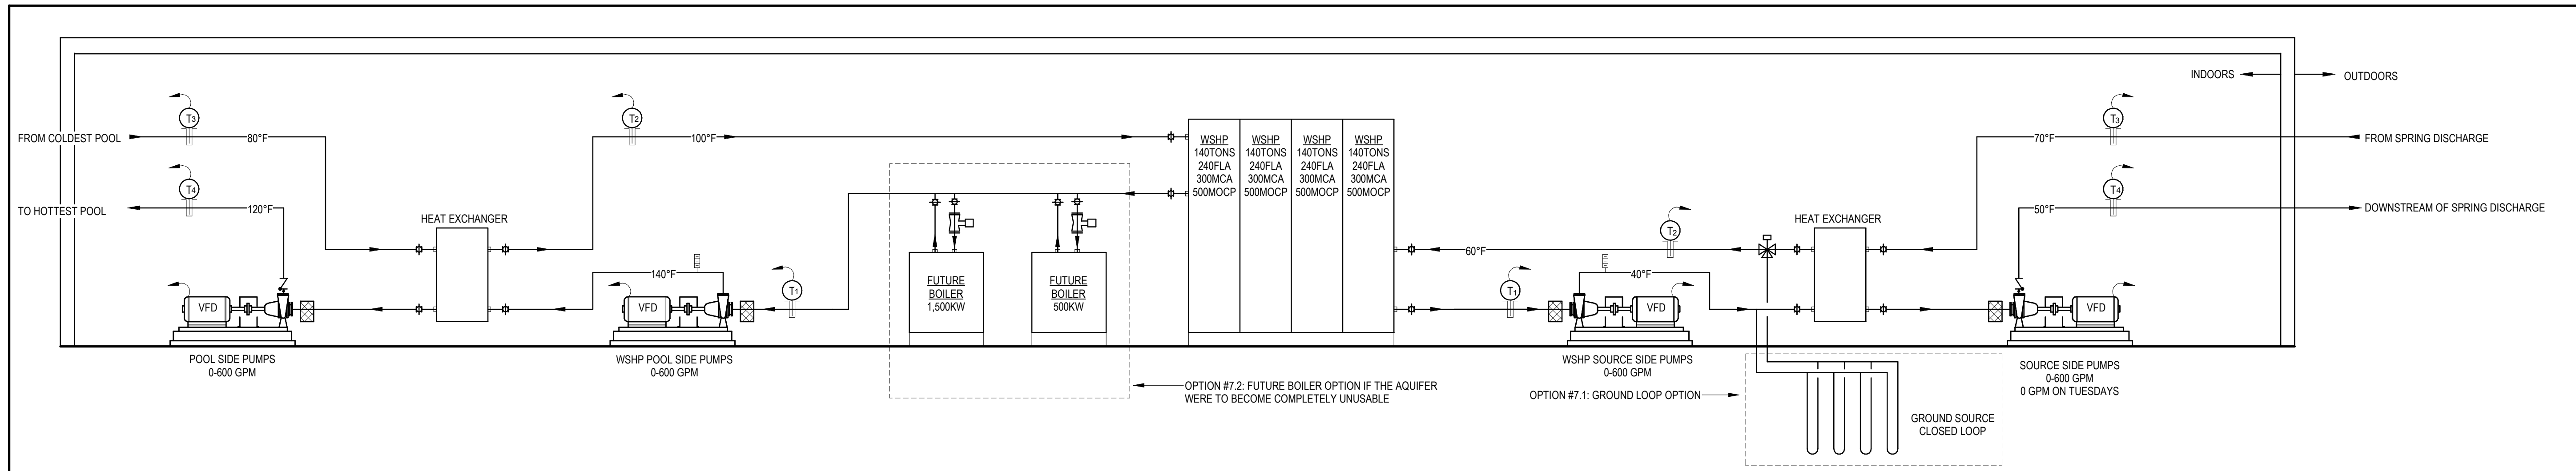 INDOORS
OUTDOORS
T3
T2
T3
FROM COLDEST POOL
80°F
100°F
70°F
FROM SPRING DISCHARGE
WSHP
140TONS
240FLA
300MCA
500MOCP
WSHP
140TONS
240FLA
300MCA
500MOCP
WSHP
140TONS
240FLA
300MCA
500MOCP
WSHP
140TONS
240FLA
300MCA
500MOCP
T4
T4
TO HOTTEST POOL
120°F
50°F
DOWNSTREAM OF SPRING DISCHARGE
HEAT EXCHANGER
HEAT EXCHANGER
T2
60°F
140°F
T1
T1
40°F
FUTURE
BOILER
1,500KW
FUTURE
BOILER
500KW
VFD
VFD
VFD
VFD
POOL SIDE PUMPS
0-600 GPM
WSHP POOL SIDE PUMPS
0-600 GPM
WSHP SOURCE SIDE PUMPS
0-600 GPM
SOURCE SIDE PUMPS
0-600 GPM
0 GPM ON TUESDAYS
OPTION #7.2: FUTURE BOILER OPTION IF THE AQUIFER
WERE TO BECOME COMPLETELY UNUSABLE
OPTION #7.1: GROUND LOOP OPTION
GROUND SOURCE
CLOSED LOOP